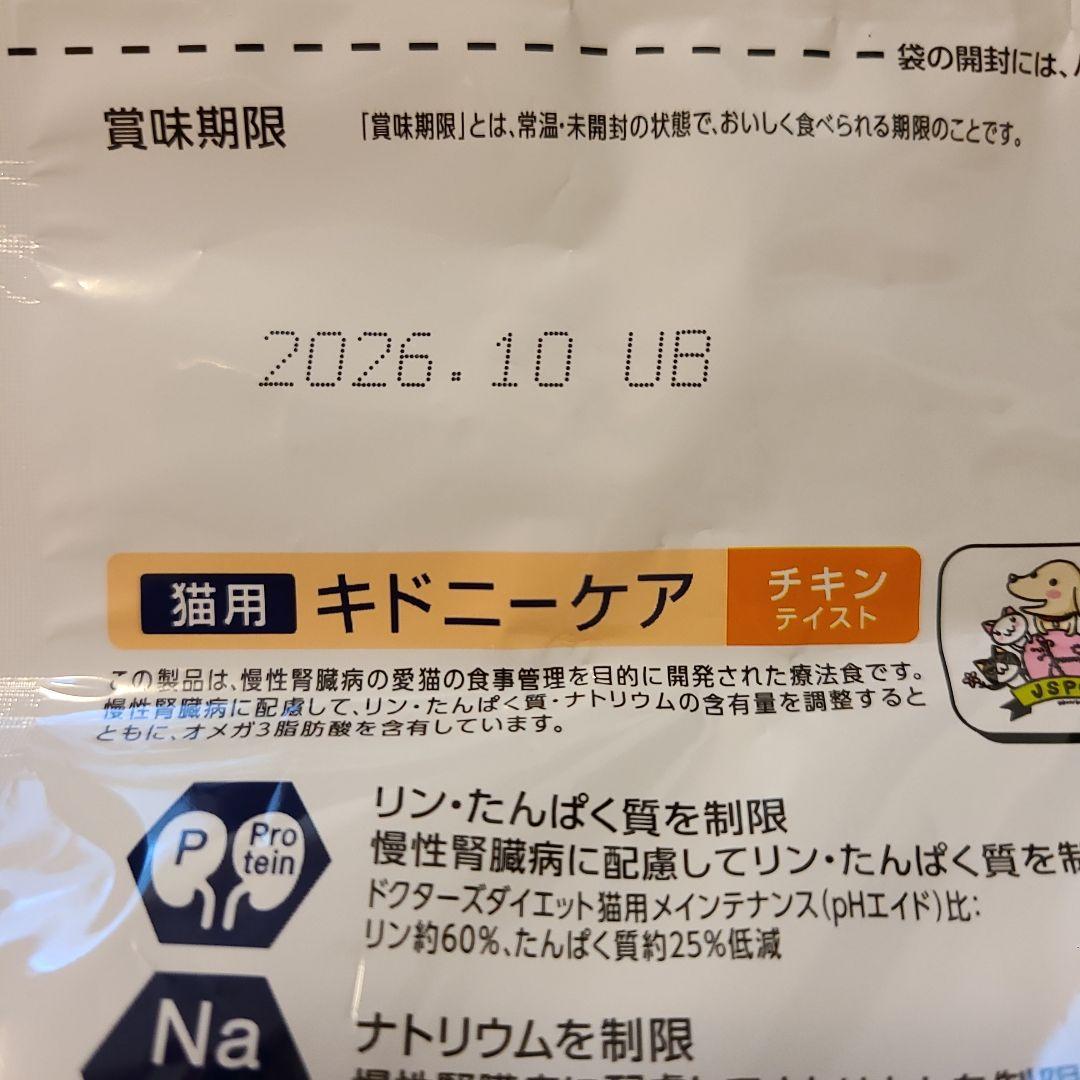 袋の開封には、
賞味期限
「賞味期限」とは、常温・未開封の状態で、おいしく食べられる期限のことです。
2026.10 UB
猫用 キドニーケア チキン
テイスト
この製品は、慢性腎臓病の愛猫の食事管理を目的に開発された療法食です。
慢性腎臓病に配慮して、リン・たんぱく質・ナトリウムの含有量を調整すると
ともに、オメガ3脂肪酸を含有しています。
JSP
P
Pro
tein
リン・たんぱく質を制限
慢性腎臓病に配慮してリン・たんぱく質を制
ドクターズダイエット猫用メインテナンス(pHエイド)比:
リン約60%、たんぱく質約25%低減
Na
ナトリウムを制限